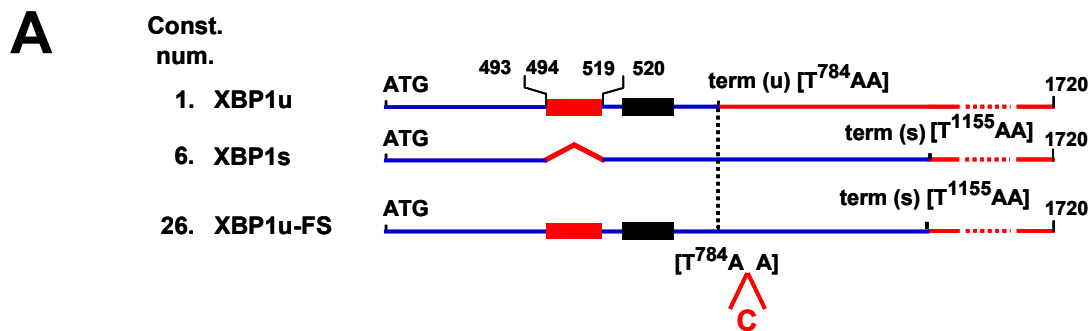 A
Const.
num.
493 494 519 520
1. XBP1u ATG term (u) [T784AA] 1720
6. XBP1s ATG term (s) [T1155AA] 1720
26. XBP1u-FS ATG term (s) [T1155AA] 1720
[T784A A]
C